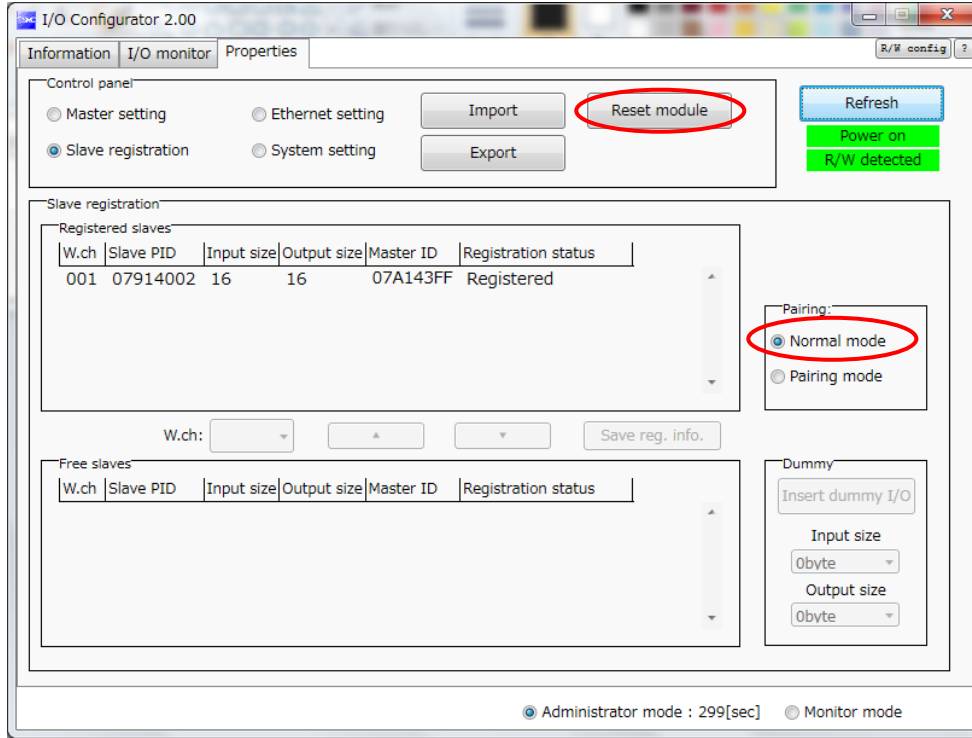 SMC I/O Configurator 2.00
Information I/O monitor Properties R/W config ?
Control panel
Master setting Ethernet setting Import Reset module Refresh
Power on
Slave registration System setting Export R/W detected
Slave registration
Registered slaves
W.ch Slave PID Input size Output size Master ID Registration status
001 07914002 16 16 07A143FF Registered
Pairing:
Normal mode
Pairing mode
W.ch: Save reg. info.
Free slaves Dummy
W.ch Slave PID Input size Output size Master ID Registration status
Insert dummy I/O
Input size
0byte
Output size
0byte
Administrator mode : 299[sec] Monitor mode